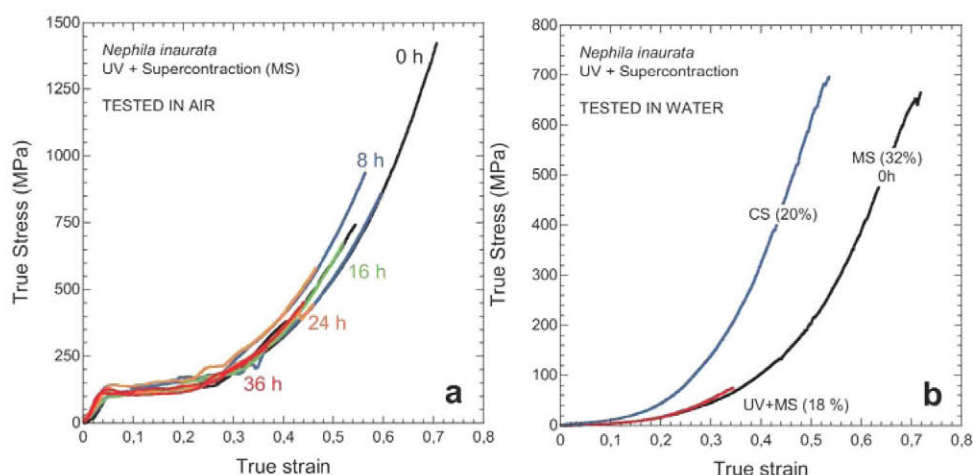 1500
1250
1000
750
500
250
0
True Stress (MPa)
Nephila inaurata
UV + Supercontraction (MS)
TESTED IN AIR
0 h
8 h
16 h
24 h
36 h
a
0 0,1 0,2 0,3 0,4 0,5 0,6 0,7 0,8
True strain
800
700
600
500
400
300
200
100
0
True Stress (MPa)
Nephila inaurata
UV + Supercontraction
TESTED IN WATER
MS (32%)
0h
CS (20%)
UV+MS (18 %)
b
0 0,1 0,2 0,3 0,4 0,5 0,6 0,7 0,8
True strain